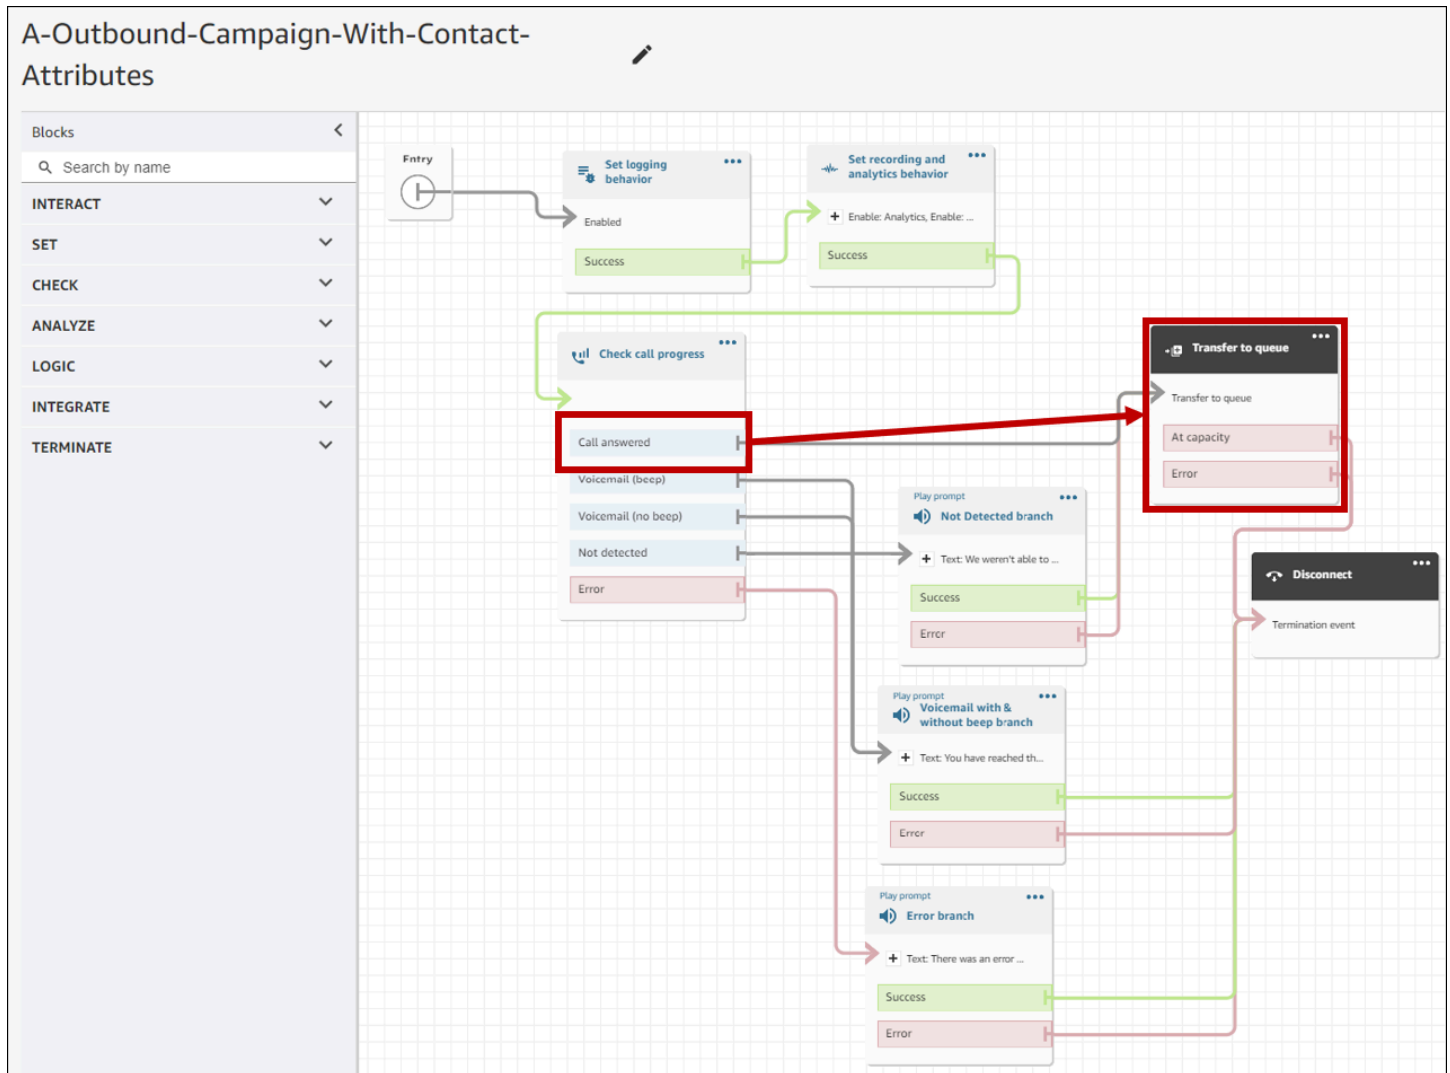 A-Outbound-Campaign-With-Contact-
Attributes
Blocks
Search by name
INTERACT
SET
CHECK
ANALYZE
LOGIC
INTEGRATE
TERMINATE
Entry
Set logging
behavior
Enabled
Success
Set recording and
analytics behavior
Enable: Analytics, Enable: ...
Success
Check call progress
Call answered
Voicemail (beep)
Voicemail (no beep)
Not detected
Error
Transfer to queue
Transfer to queue
At capacity
Error
Play prompt
Not Detected branch
Text: We weren't able to ...
Success
Error
Disconnect
Termination event
Play prompt
Voicemail with &
without beep branch
Text: You have reached th...
Success
Error
Play prompt
Error branch
Text: There was an error ...
Success
Error